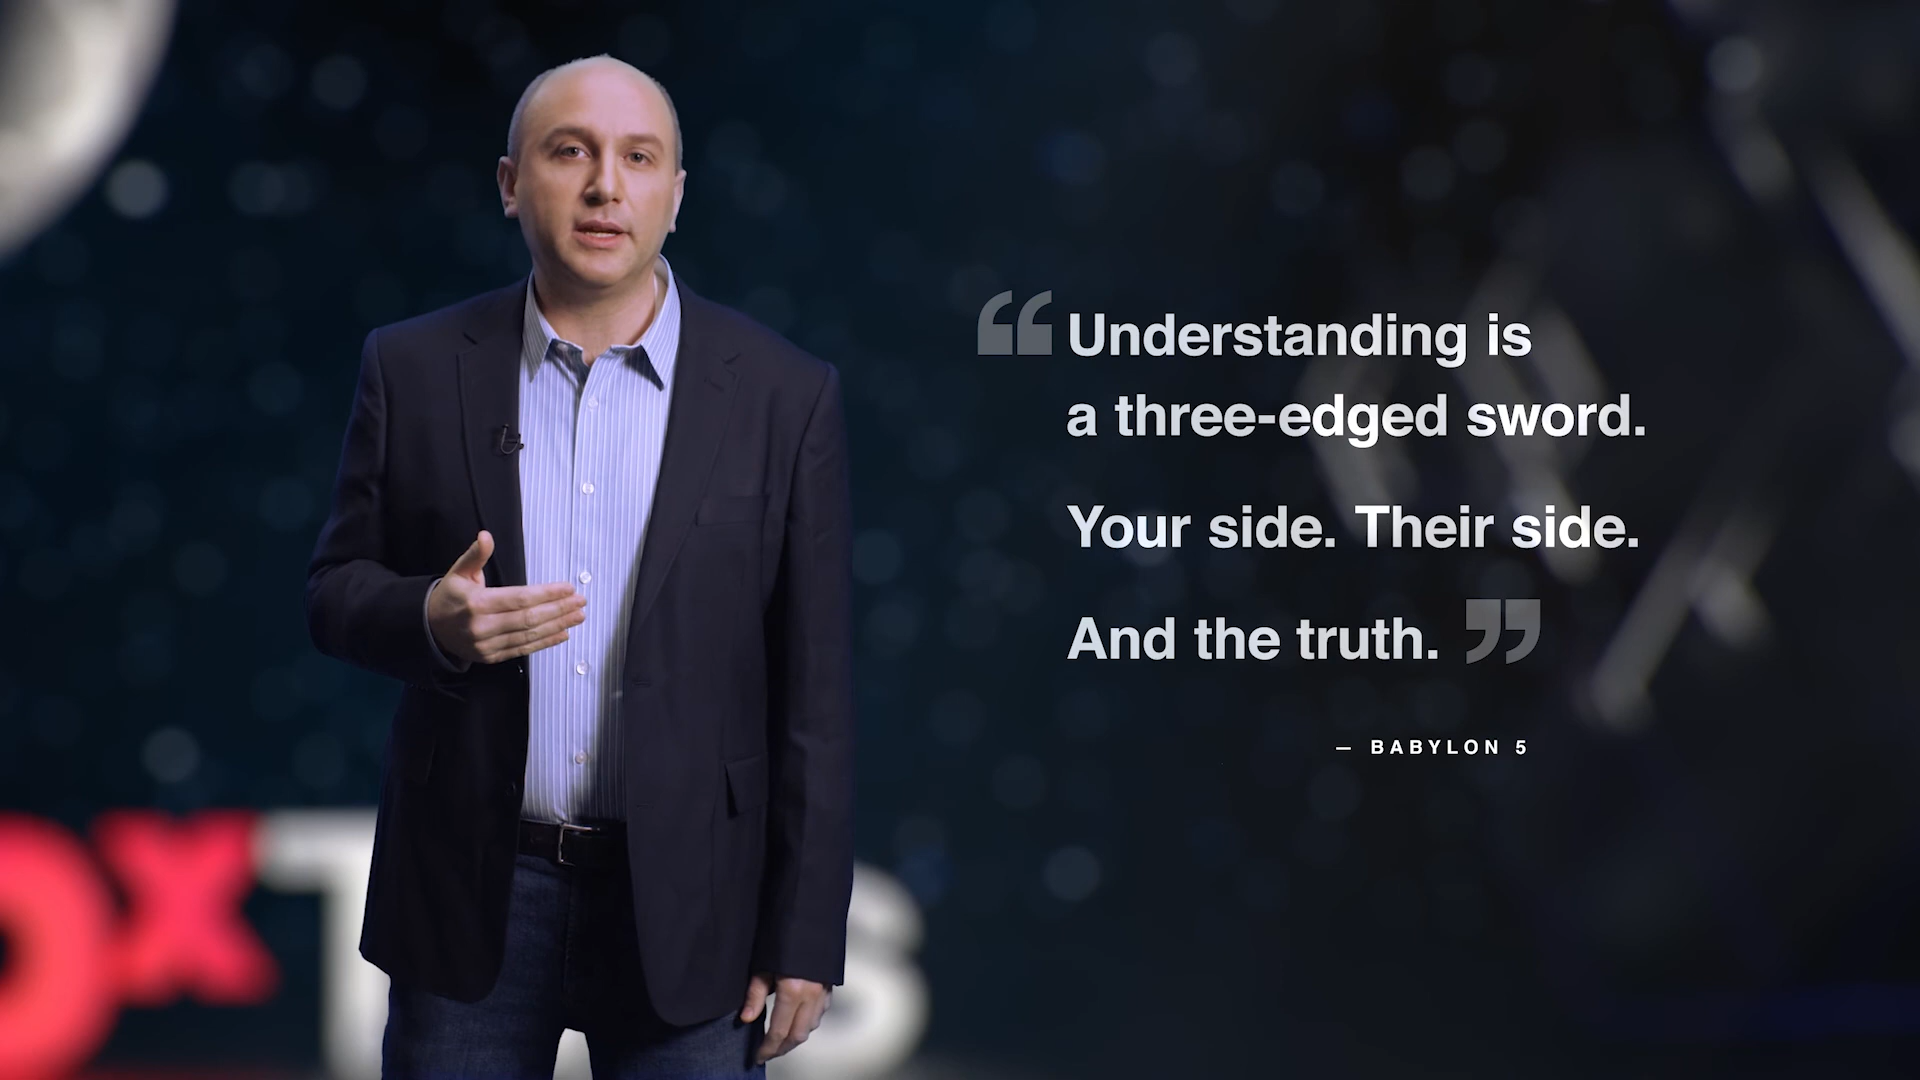 “Understanding is
a three-edged sword.
Your side. Their side.
And the truth.”
— BABYLON 5